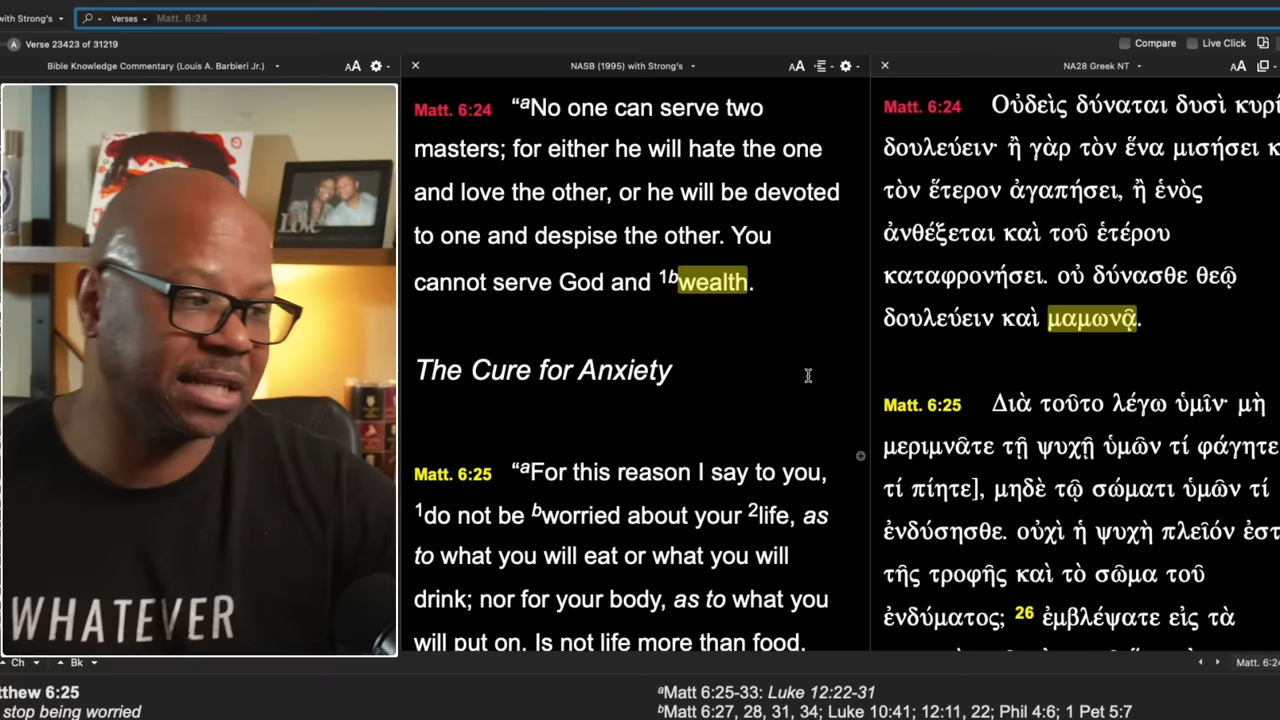 with Strong's
Verses
Matt. 6:24
A Verse 23423 of 31219
Compare
Live Click
Bible Knowledge Commentary (Louis A. Barbieri Jr.)
AA
NASB (1995) with Strong's
AA
NA28 Greek NT
AA
Love
WHATEVER
Matt. 6:24 “aNo one can serve two
masters; for either he will hate the one
and love the other, or he will be devoted
to one and despise the other. You
cannot serve God and 1bwealth.
The Cure for Anxiety
Matt. 6:25 “aFor this reason I say to you,
1do not be bworried about your 2life, as
to what you will eat or what you will
drink; nor for your body, as to what you
will put on. Is not life more than food,
Matt. 6:24 Οὐδεὶς δύναται δυσὶ κυρί
δουλεύειν· ἢ γὰρ τὸν ἕνα μισήσει κ
τὸν ἕτερον ἀγαπήσει, ἢ ἑνὸς
ἀνθέξεται καὶ τοῦ ἑτέρου
καταφρονήσει. οὐ δύνασθε θεῷ
δουλεύειν καὶ μαμωνᾷ.
Matt. 6:25 Διὰ τοῦτο λέγω ὑμῖν· μὴ
μεριμνᾶτε τῇ ψυχῇ ὑμῶν τί φάγητε
τί πίητε], μηδὲ τῷ σώματι ὑμῶν τί
ἐνδύσησθε. οὐχὶ ἡ ψυχὴ πλεῖόν ἐστ
τῆς τροφῆς καὶ τὸ σῶμα τοῦ
ἐνδύματος; 26 ἐμβλέψατε εἰς τὰ
Ch
Bk
Matt. 6:24
tthew 6:25
stop being worried
aMatt 6:25-33: Luke 12:22-31
bMatt 6:27, 28, 31, 34; Luke 10:41; 12:11, 22; Phil 4:6; 1 Pet 5:7